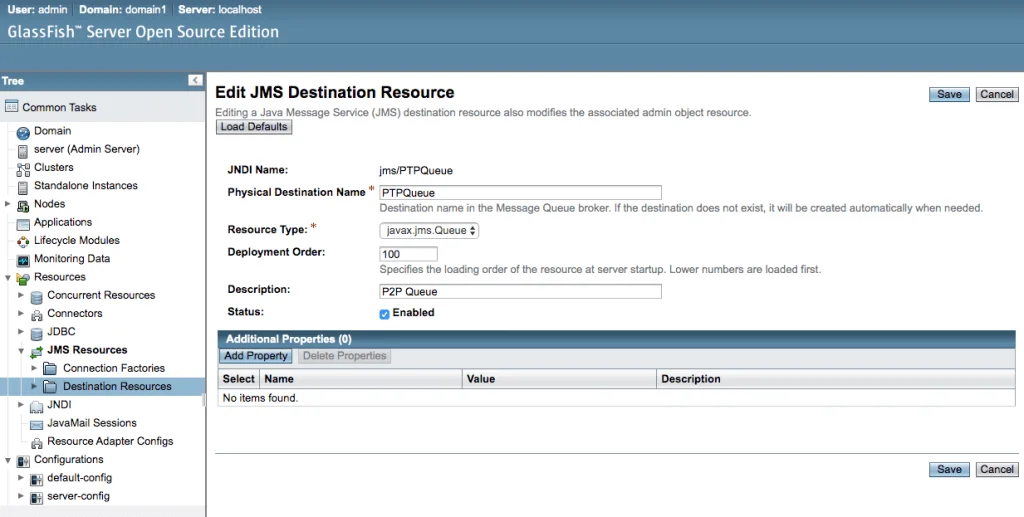 User: admin Domain: domain1 Server: localhost
GlassFish™ Server Open Source Edition
Tree
Common Tasks
Domain
server (Admin Server)
Clusters
Standalone Instances
Nodes
Applications
Lifecycle Modules
Monitoring Data
Resources
Concurrent Resources
Connectors
JDBC
JMS Resources
Connection Factories
Destination Resources
JNDI
JavaMail Sessions
Resource Adapter Configs
Configurations
default-config
server-config
Edit JMS Destination Resource
Save Cancel
Editing a Java Message Service (JMS) destination resource also modifies the associated admin object resource.
Load Defaults
JNDI Name: jms/PTPQueue
Physical Destination Name * PTPQueue
Destination name in the Message Queue broker. If the destination does not exist, it will be created automatically when needed.
Resource Type: * javax.jms.Queue
Deployment Order: 100
Specifies the loading order of the resource at server startup. Lower numbers are loaded first.
Description: P2P Queue
Status: Enabled
Additional Properties (0)
Add Property Delete Properties
Select Name Value Description
No items found.
Save Cancel